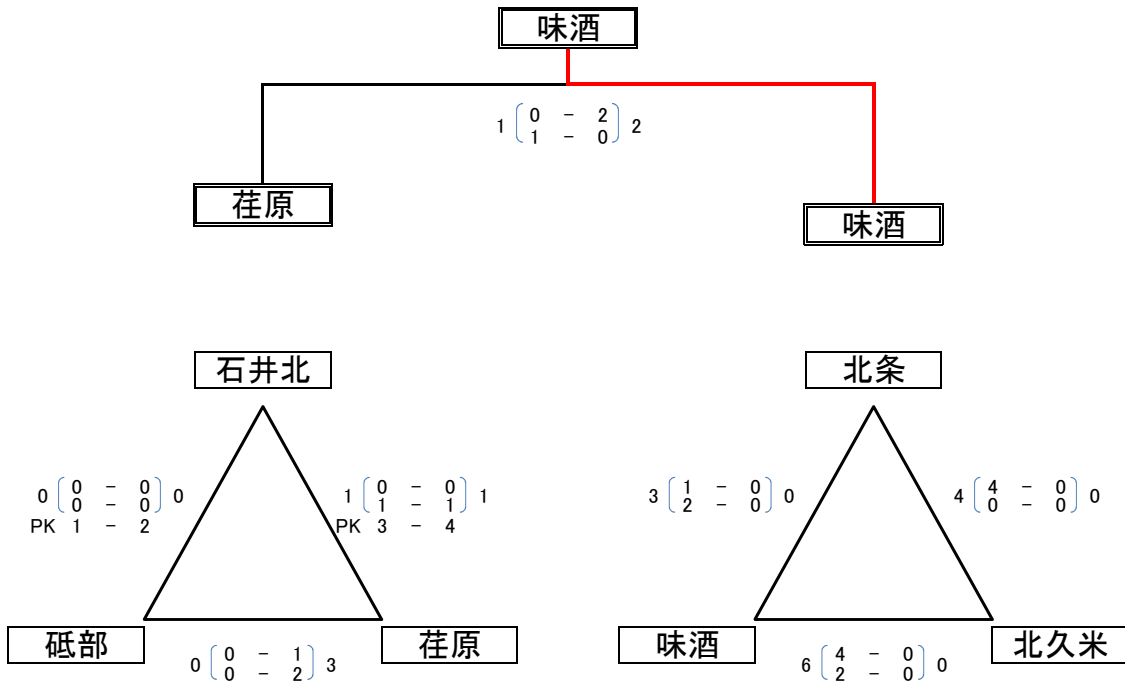 味酒
1 0 - 2 2
1 - 0
荏原
味酒
石井北
北条
0 0 - 0 0
0 - 0
PK 1 - 2
1 0 - 0 1
1 - 1
PK 3 - 4
3 1 - 0 0
2 - 0
4 4 - 0 0
0 - 0
砥部
荏原
味酒
北久米
0 0 - 1 3
0 - 2
6 4 - 0 0
2 - 0